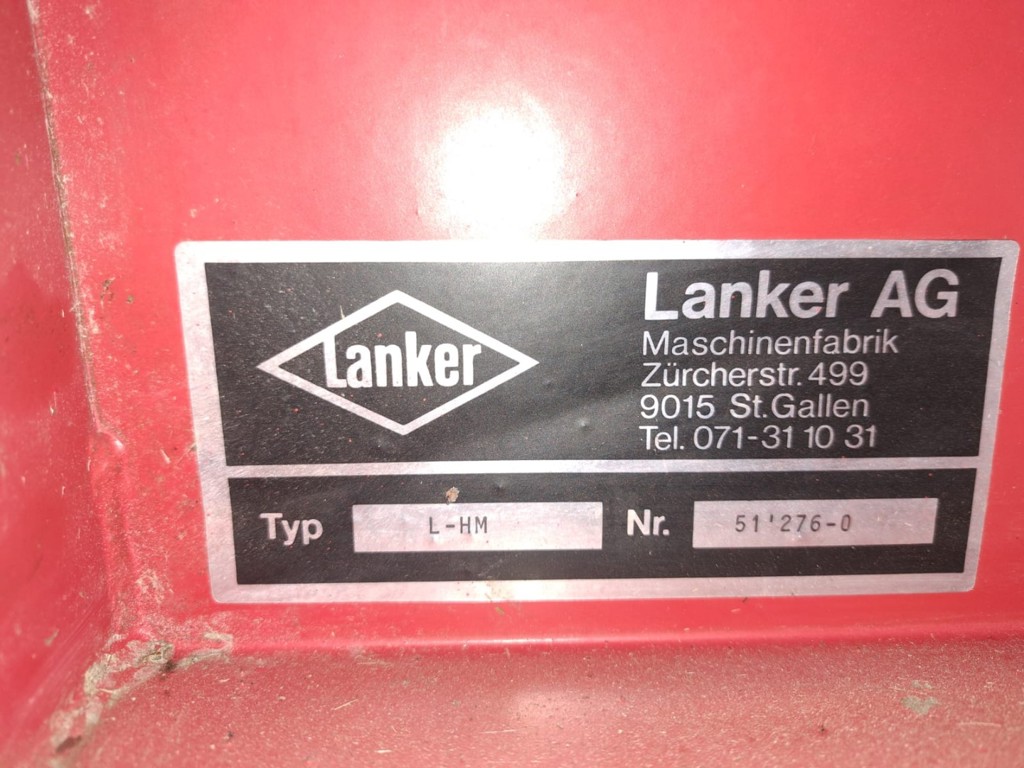 Lanker
Lanker AG
Maschinenfabrik
Zürcherstr. 499
9015 St.Gallen
Tel. 071-31 10 31
Typ L-HM Nr. 51'276-0